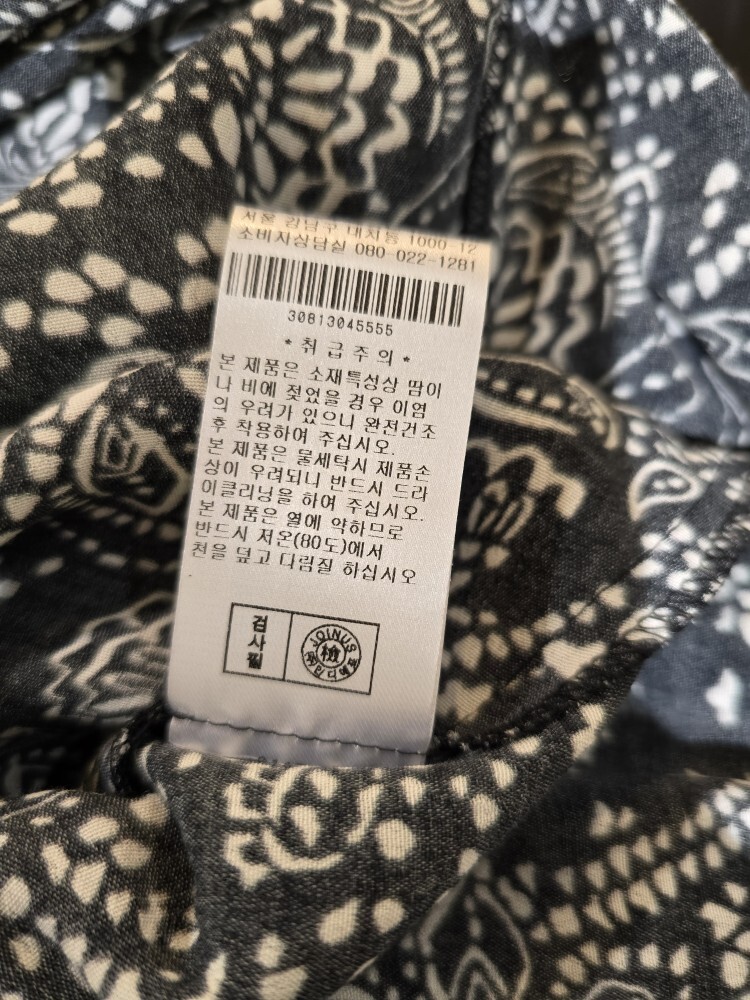 서울 강남구 대치동 1000-12
소비자상담실 080-022-1281
30813045555
* 취 급 주 의 *
본 제품은 소재특성상 땀이
나 비에 젖었을 경우 이염
의 우려가 있으니 완전건조
후 착용하여 주십시오.
본 제품은 물세탁시 제품손
상이 우려되니 반드시 드라
이클리닝을 하여 주십시오.
본 제품은 열에 약하므로
반드시 저온(80도)에서
천을 덮고 다림질 하십시오
검사필
JOINUS
檢
㈜인디에프